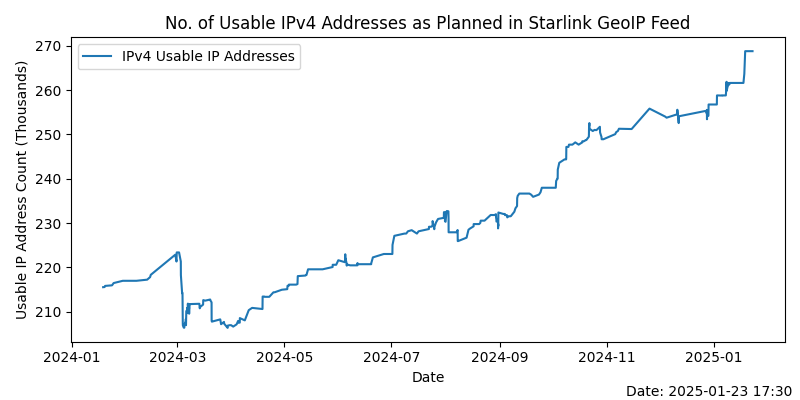 No. of Usable IPv4 Addresses as Planned in Starlink GeoIP Feed
IPv4 Usable IP Addresses
Usable IP Address Count (Thousands)
270
260
250
240
230
220
210
2024-01 2024-03 2024-05 2024-07 2024-09 2024-11 2025-01
Date
Date: 2025-01-23 17:30